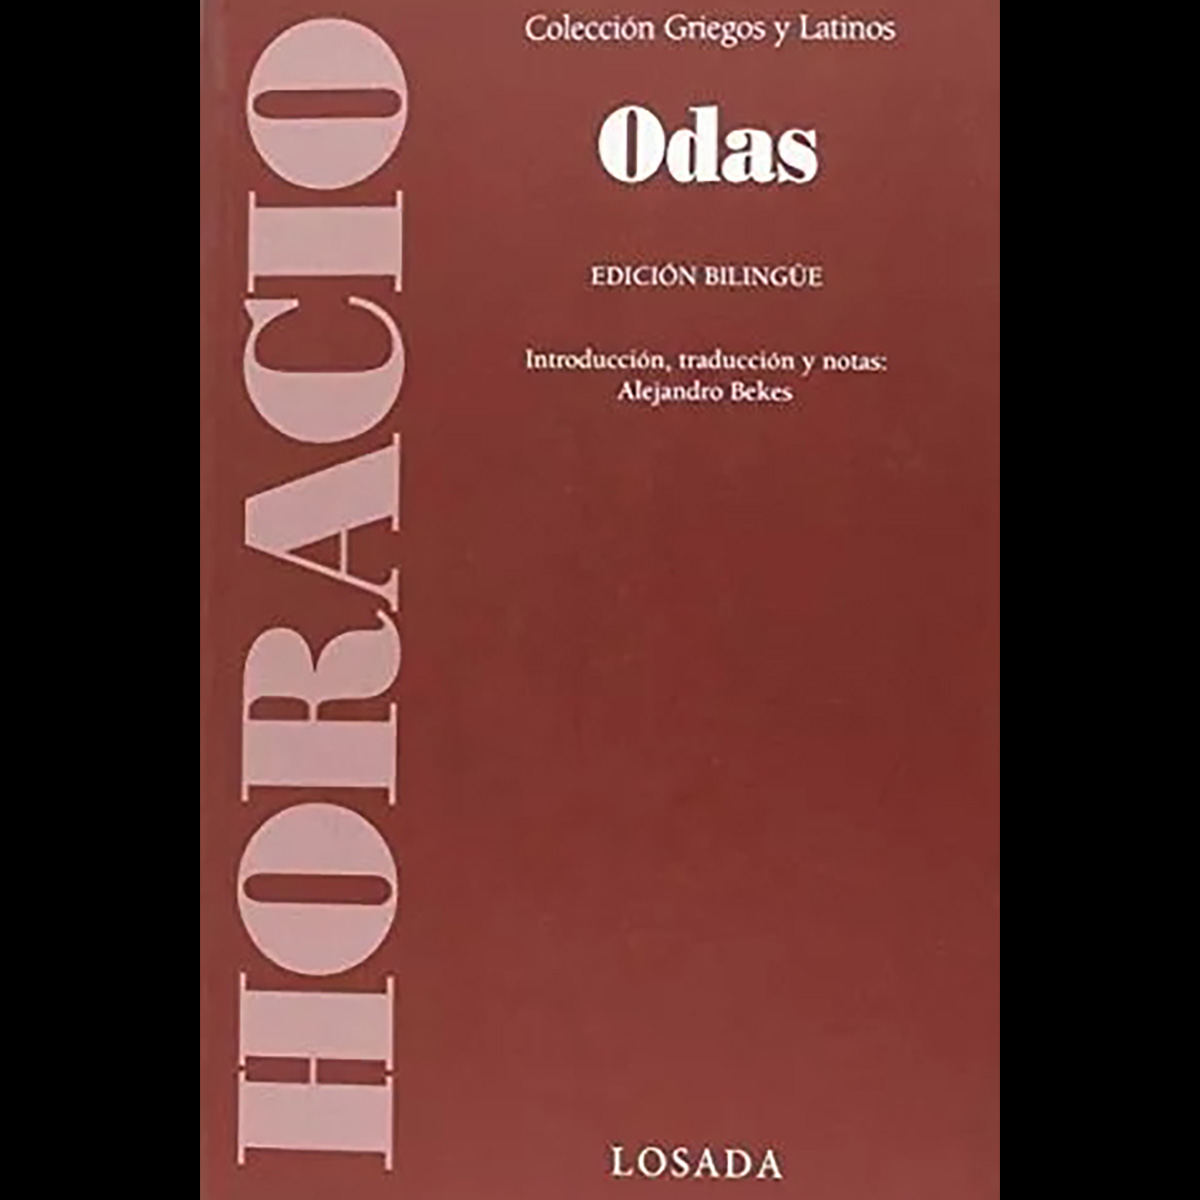 HORACIO
Colección Griegos y Latinos
Odas
EDICIÓN BILINGÜE
Introducción, traducción y notas:
Alejandro Bekes
LOSADA